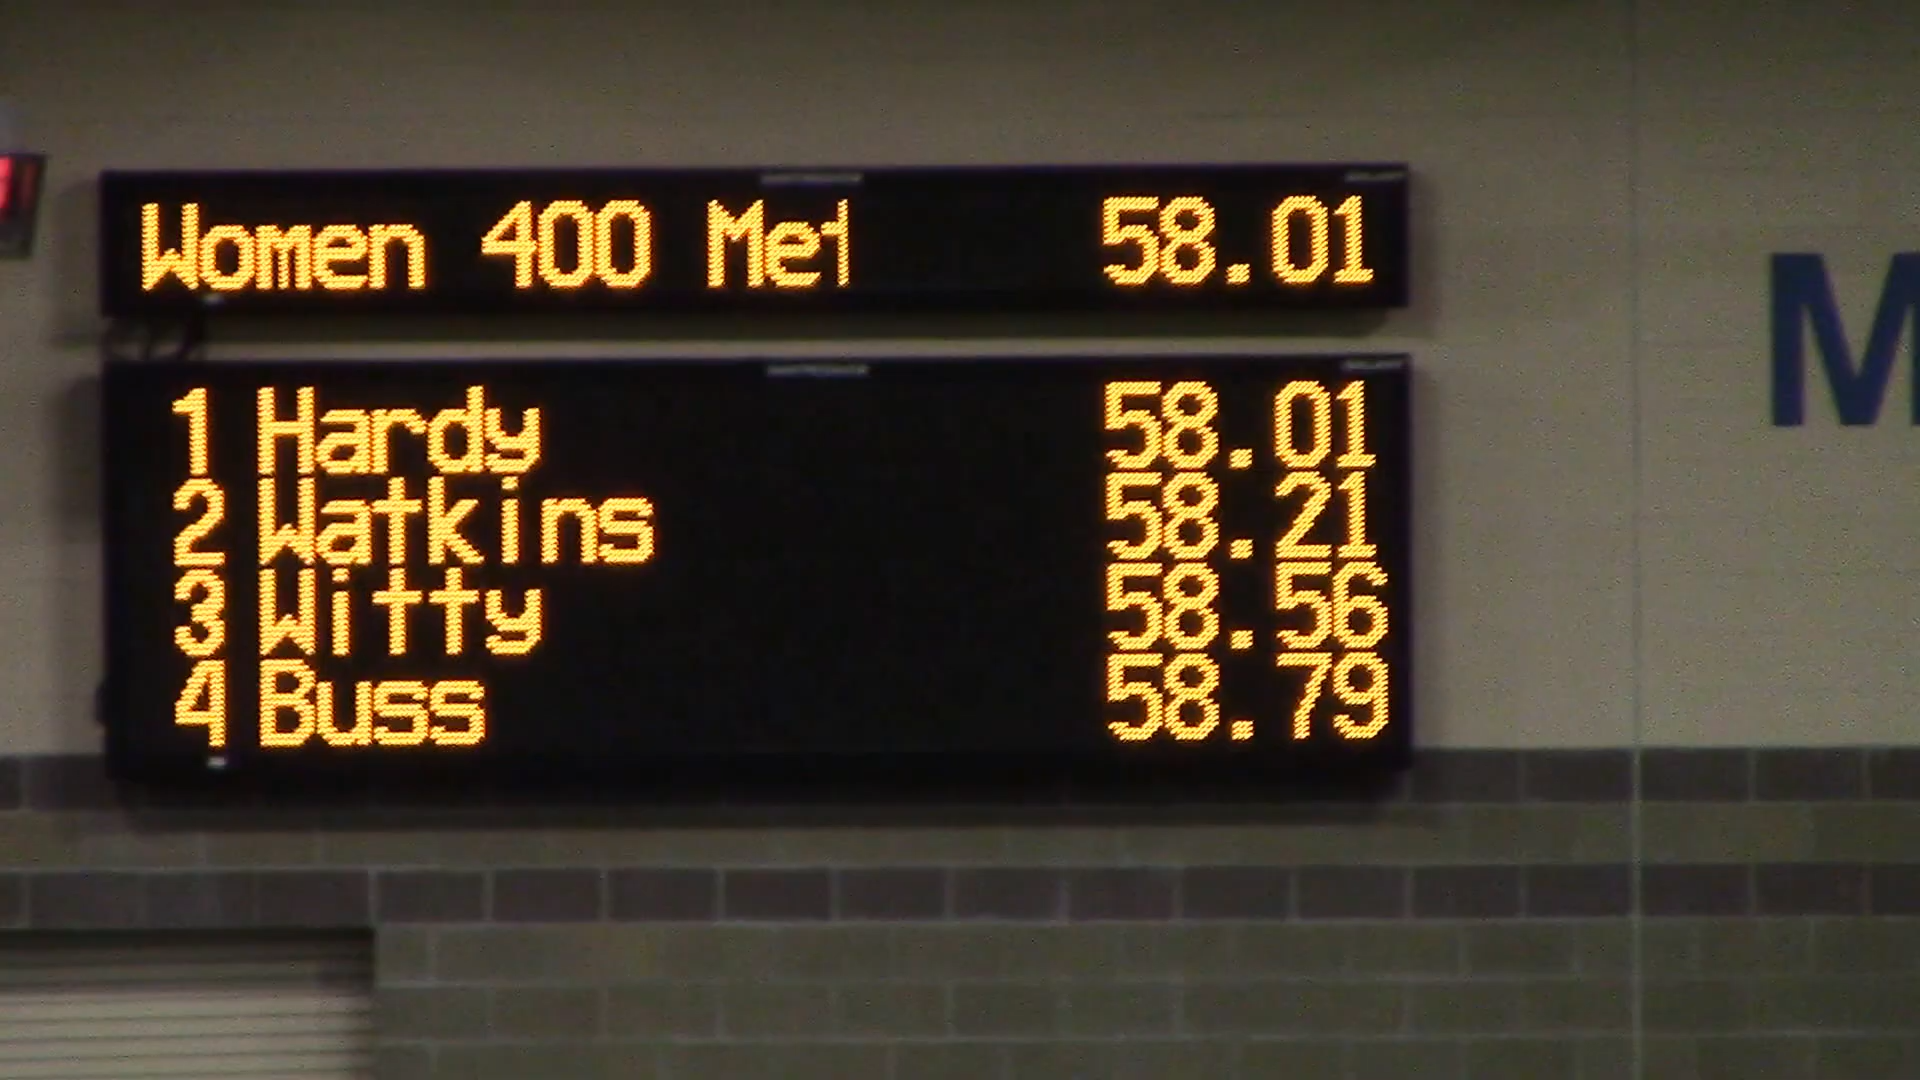 Women 400 Met 58.01
1 Hardy 58.01
2 Watkins 58.21
3 Witty 58.56
4 Buss 58.79
M